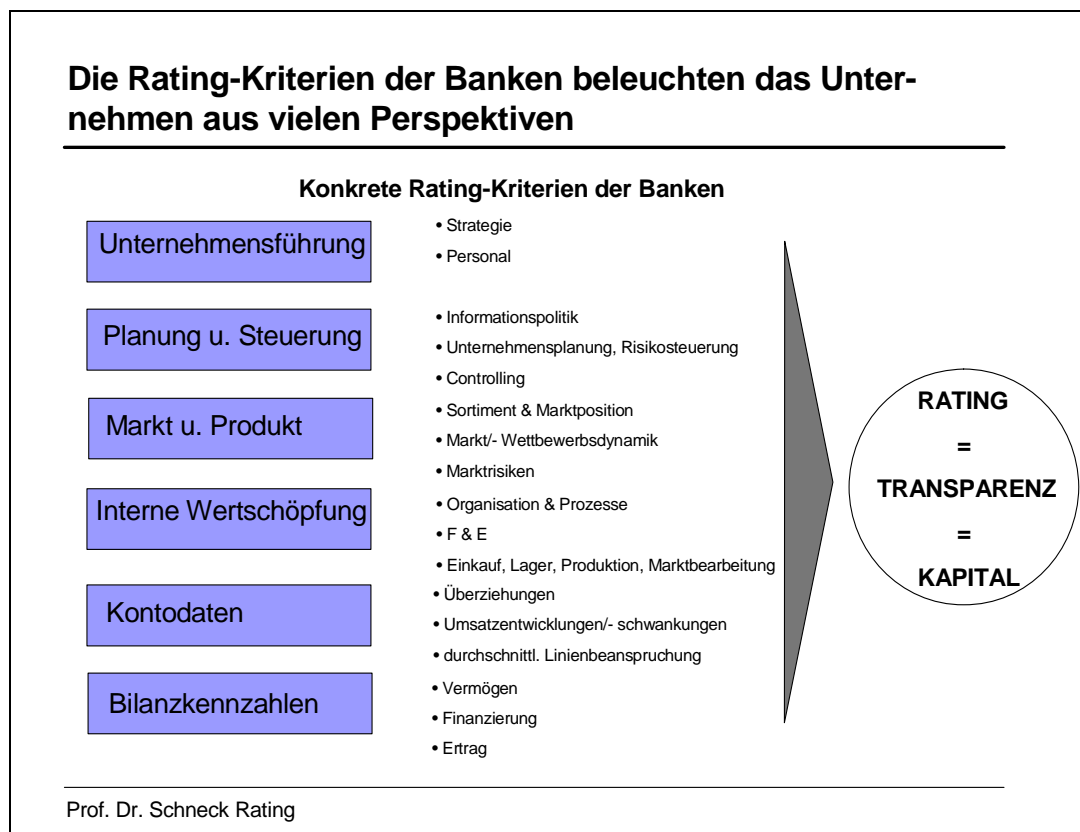 Die Rating-Kriterien der Banken beleuchten das Unter-
nehmen aus vielen Perspektiven
Konkrete Rating-Kriterien der Banken
Unternehmensführung
• Strategie
• Personal
Planung u. Steuerung
• Informationspolitik
• Unternehmensplanung, Risikosteuerung
• Controlling
Markt u. Produkt
• Sortiment & Marktposition
• Markt/- Wettbewerbsdynamik
• Marktrisiken
Interne Wertschöpfung
• Organisation & Prozesse
• F & E
• Einkauf, Lager, Produktion, Marktbearbeitung
Kontodaten
• Überziehungen
• Umsatzentwicklungen/- schwankungen
• durchschnittl. Linienbeanspruchung
Bilanzkennzahlen
• Vermögen
• Finanzierung
• Ertrag
RATING
=
TRANSPARENZ
=
KAPITAL
Prof. Dr. Schneck Rating